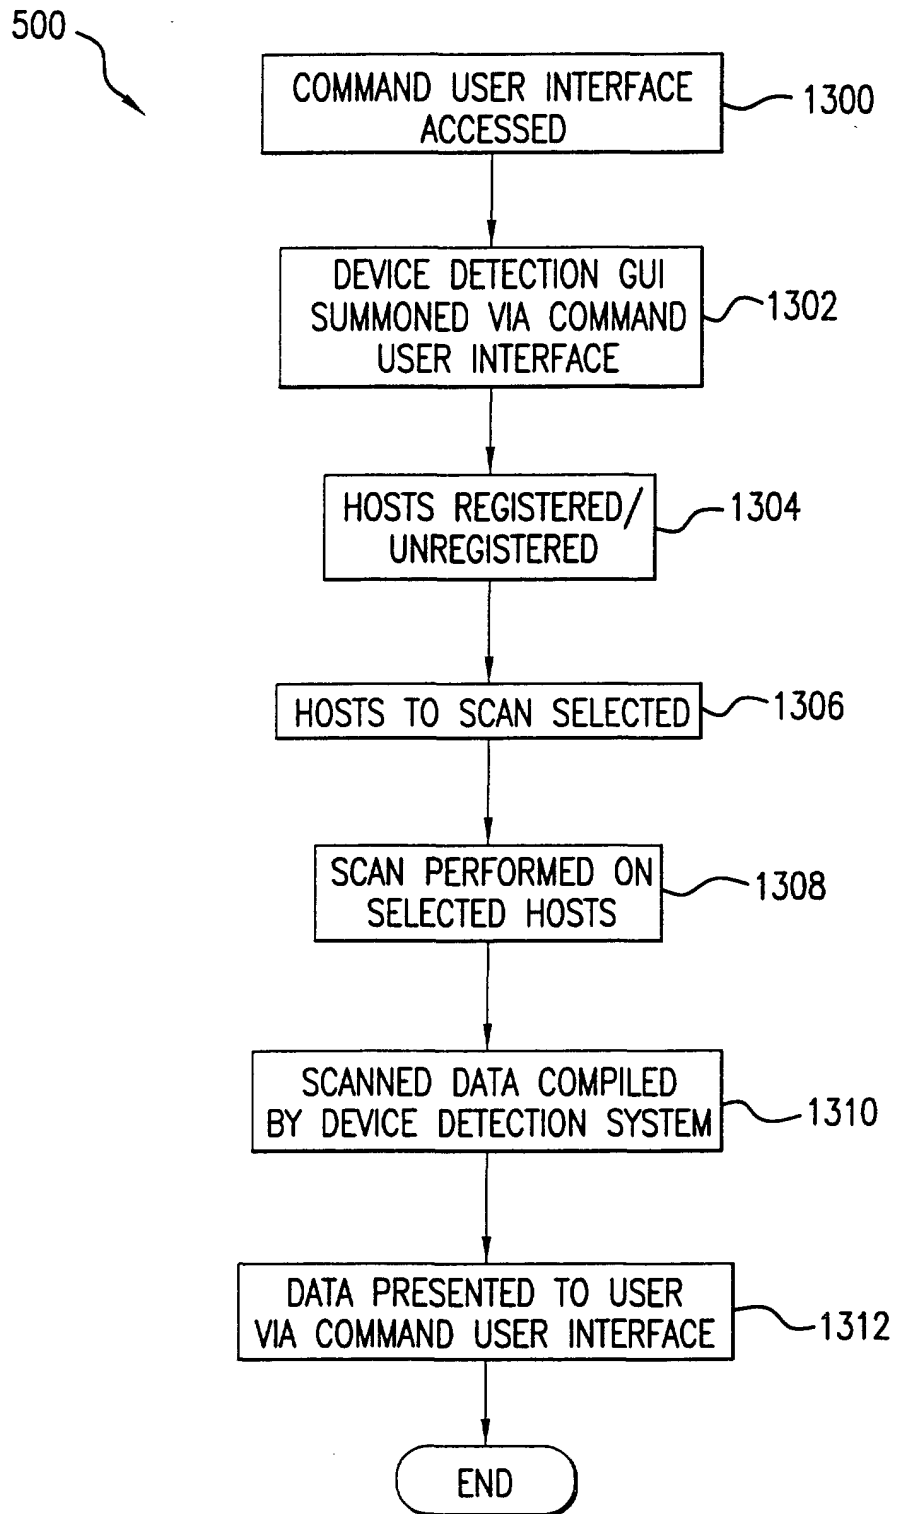 500
COMMAND USER INTERFACE
ACCESSED
1300
DEVICE DETECTION GUI
SUMMONED VIA COMMAND
USER INTERFACE
1302
HOSTS REGISTERED/
UNREGISTERED
1304
HOSTS TO SCAN SELECTED
1306
SCAN PERFORMED ON
SELECTED HOSTS
1308
SCANNED DATA COMPILED
BY DEVICE DETECTION SYSTEM
1310
DATA PRESENTED TO USER
VIA COMMAND USER INTERFACE
1312
END